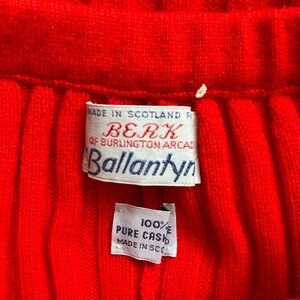 MADE IN SCOTLAND F
BERK
OF BURLINGTON ARCAD
Ballantyn
100%
PURE CASH
MADE IN SCO